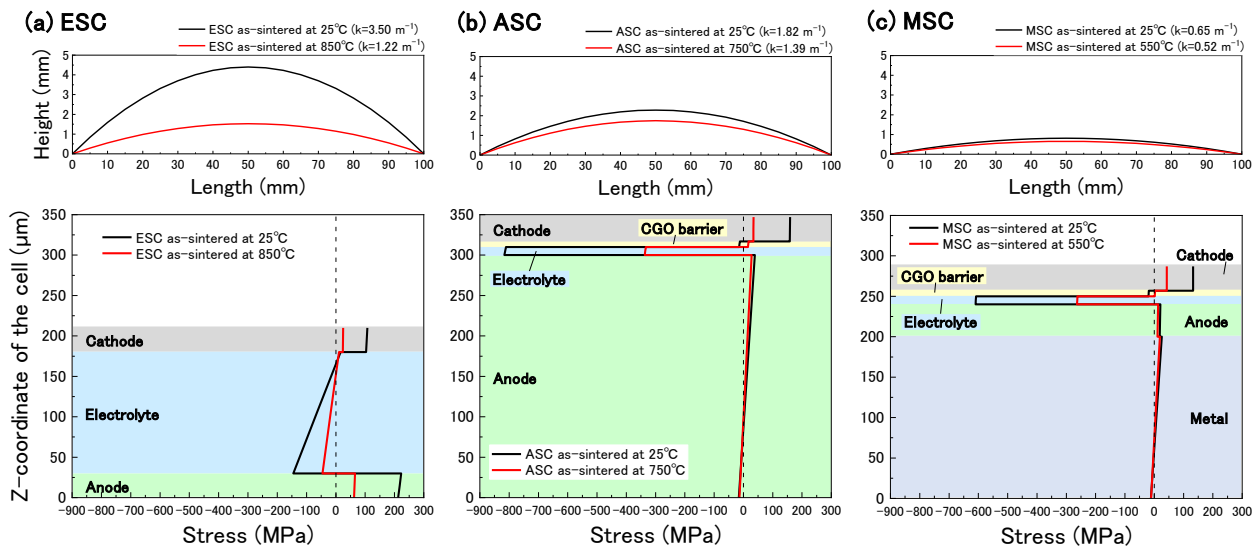 (a) ESC
ESC as-sintered at 25°C (k=3.50 m⁻¹)
ESC as-sintered at 850°C (k=1.22 m⁻¹)
Height (mm)
5
4
3
2
1
0
0 10 20 30 40 50 60 70 80 90 100
Length (mm)
(b) ASC
ASC as-sintered at 25°C (k=1.82 m⁻¹)
ASC as-sintered at 750°C (k=1.39 m⁻¹)
5
4
3
2
1
0
0 10 20 30 40 50 60 70 80 90 100
Length (mm)
(c) MSC
MSC as-sintered at 25°C (k=0.65 m⁻¹)
MSC as-sintered at 550°C (k=0.52 m⁻¹)
5
4
3
2
1
0
0 10 20 30 40 50 60 70 80 90 100
Length (mm)
Z-coordinate of the cell (μm)
350
300
250
200
150
100
50
0
ESC as-sintered at 25°C
ESC as-sintered at 850°C
Cathode
Electrolyte
Anode
-900 -800 -700 -600 -500 -400 -300 -200 -100 0 100 200 300
Stress (MPa)
350
300
250
200
150
100
50
0
Cathode
CGO barrier
Electrolyte
Anode
ASC as-sintered at 25°C
ASC as-sintered at 750°C
-900 -800 -700 -600 -500 -400 -300 -200 -100 0 100 200 300
Stress (MPa)
350
300
250
200
150
100
50
0
MSC as-sintered at 25°C
MSC as-sintered at 550°C
Cathode
CGO barrier
Electrolyte
Anode
Metal
-900 -800 -700 -600 -500 -400 -300 -200 -100 0 100 200 300
Stress (MPa)